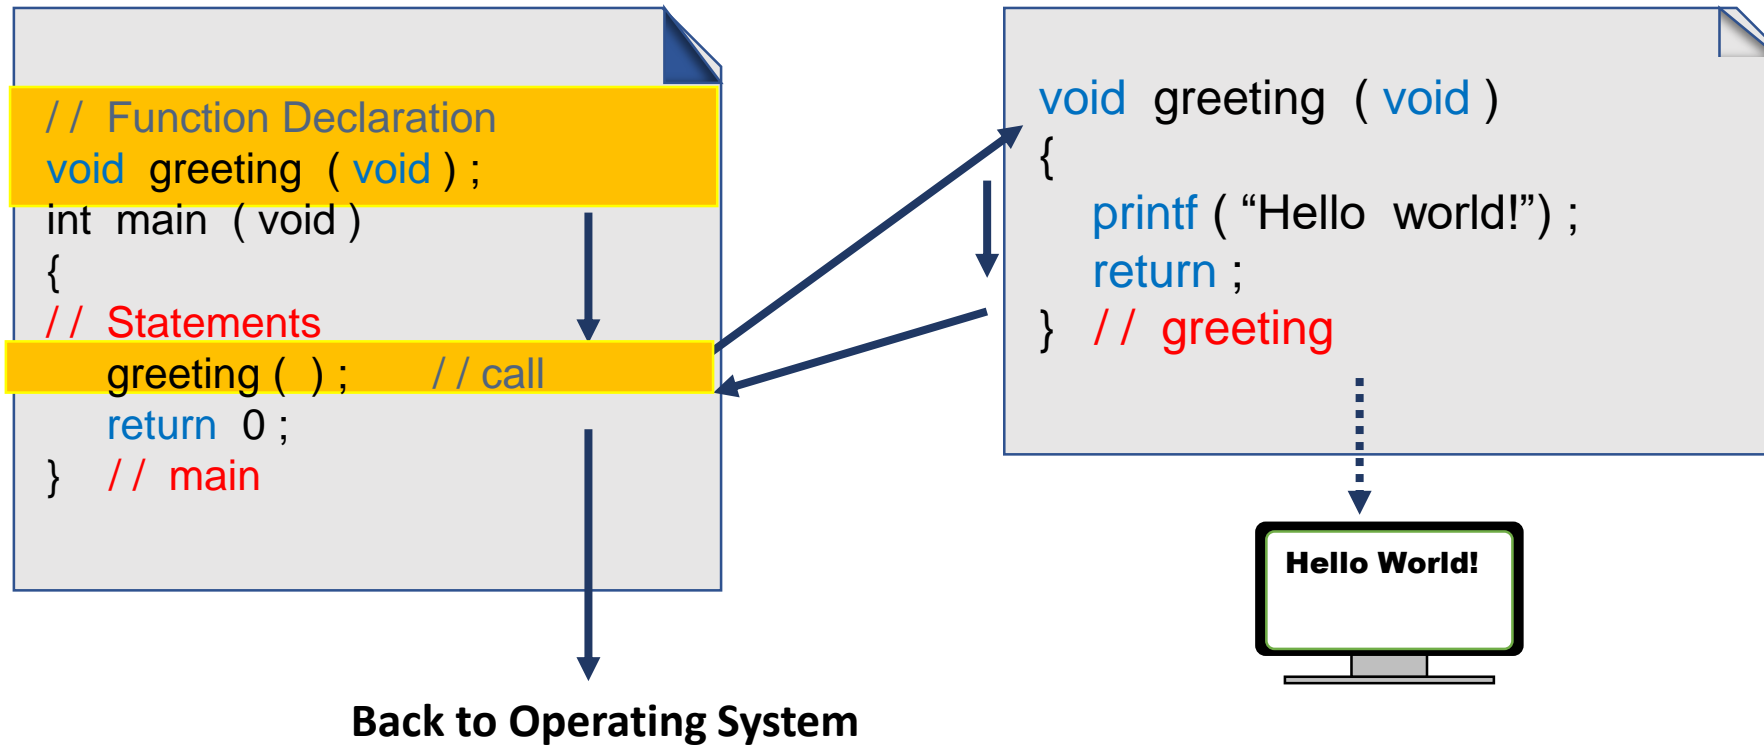 // Function Declaration
void greeting ( void ) ;
int main ( void )
{
// Statements
greeting ( ) ; // call
return 0 ;
} // main
void greeting ( void )
{
printf ( “Hello world!”) ;
return ;
} // greeting
Hello World!
Back to Operating System